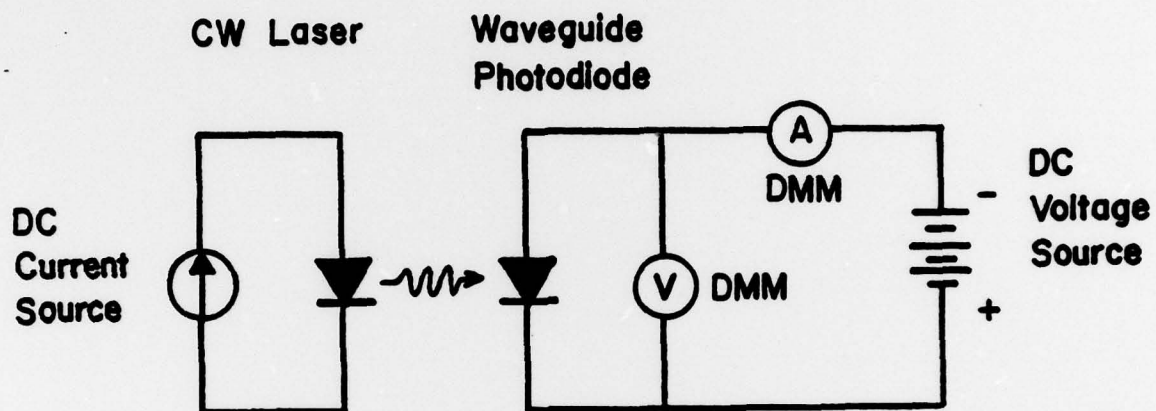 CW Laser
Waveguide
Photodiode
A
DMM
DC
Voltage
Source
-
+
DC
Current
Source
V
DMM